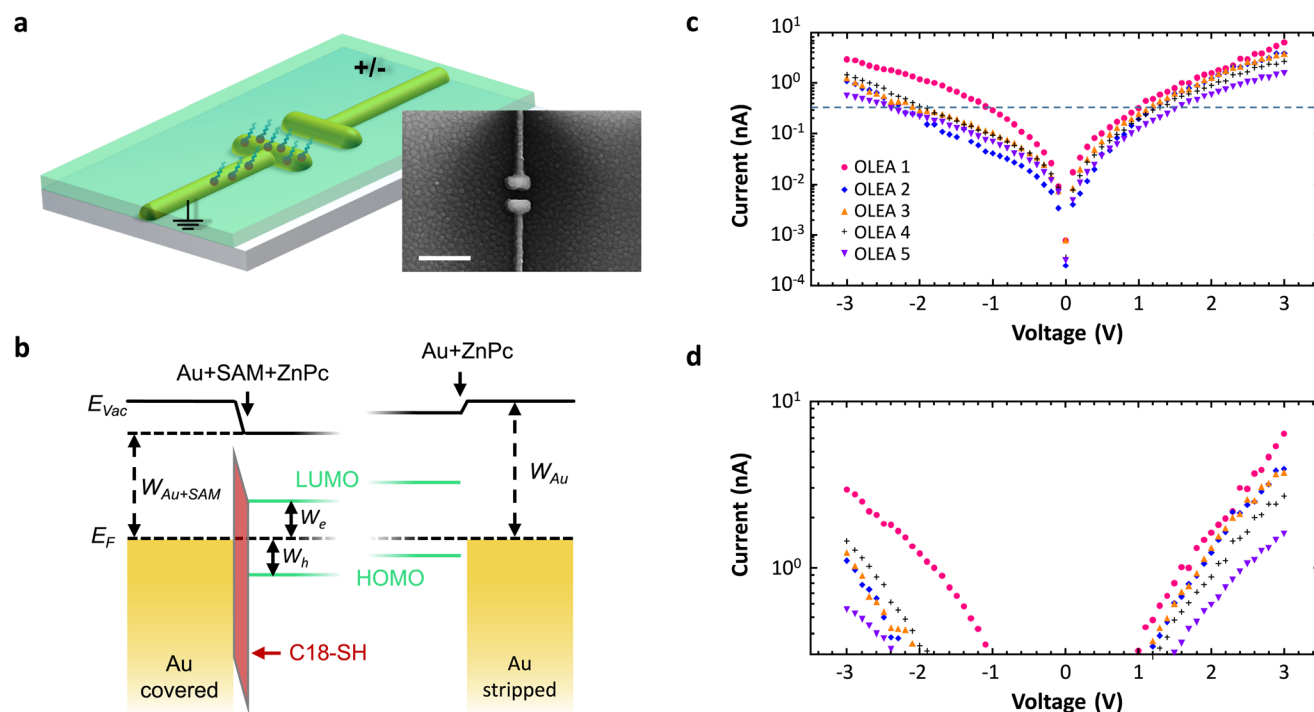 a
+/-
b
Au+SAM+ZnPc
Au+ZnPc
E_Vac
W_Au+SAM
LUMO
W_e
W_Au
E_F
W_h
HOMO
C18-SH
Au
covered
Au
stripped
c
10^1
10^0
10^-1
10^-2
10^-3
10^-4
Current (nA)
OLEA 1
OLEA 2
OLEA 3
OLEA 4
OLEA 5
-3 -2 -1 0 1 2 3
Voltage (V)
d
10^1
10^0
Current (nA)
-3 -2 -1 0 1 2 3
Voltage (V)